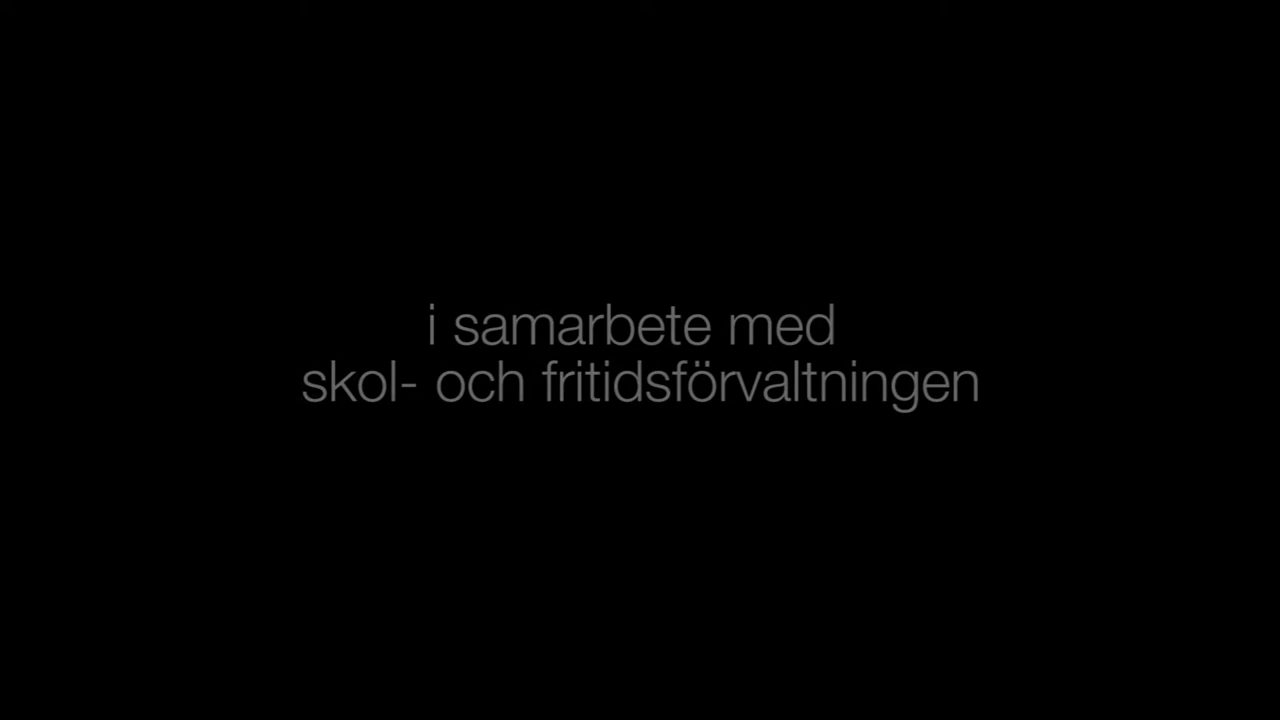 i samarbete med
skol- och fritidsförvaltningen